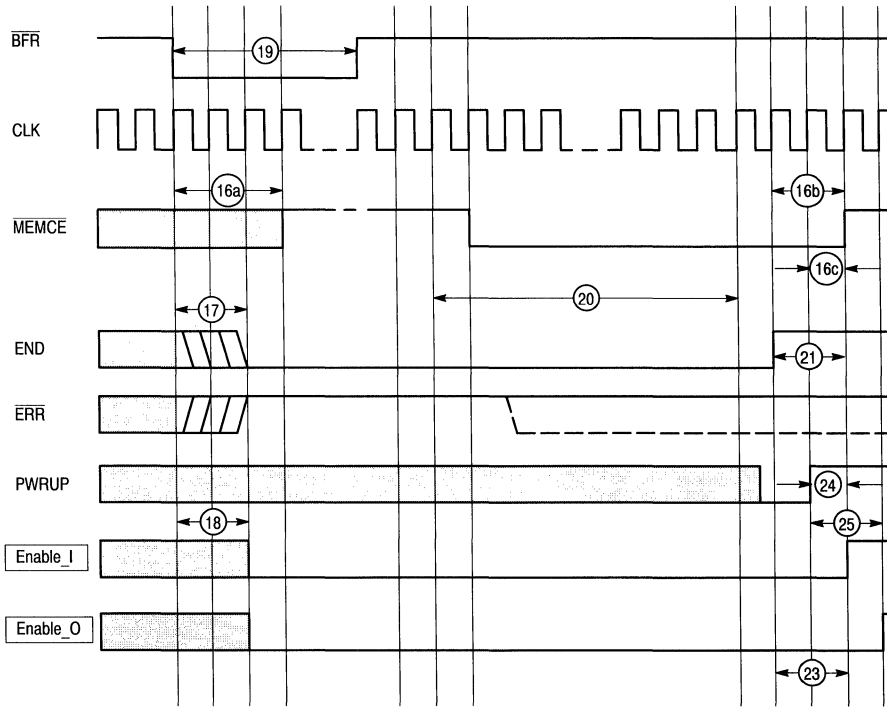 BFR
19
CLK
16a
16b
MEMCE
16c
17
20
END
21
ERR
PWRUP
24
18
25
Enable_I
Enable_O
23